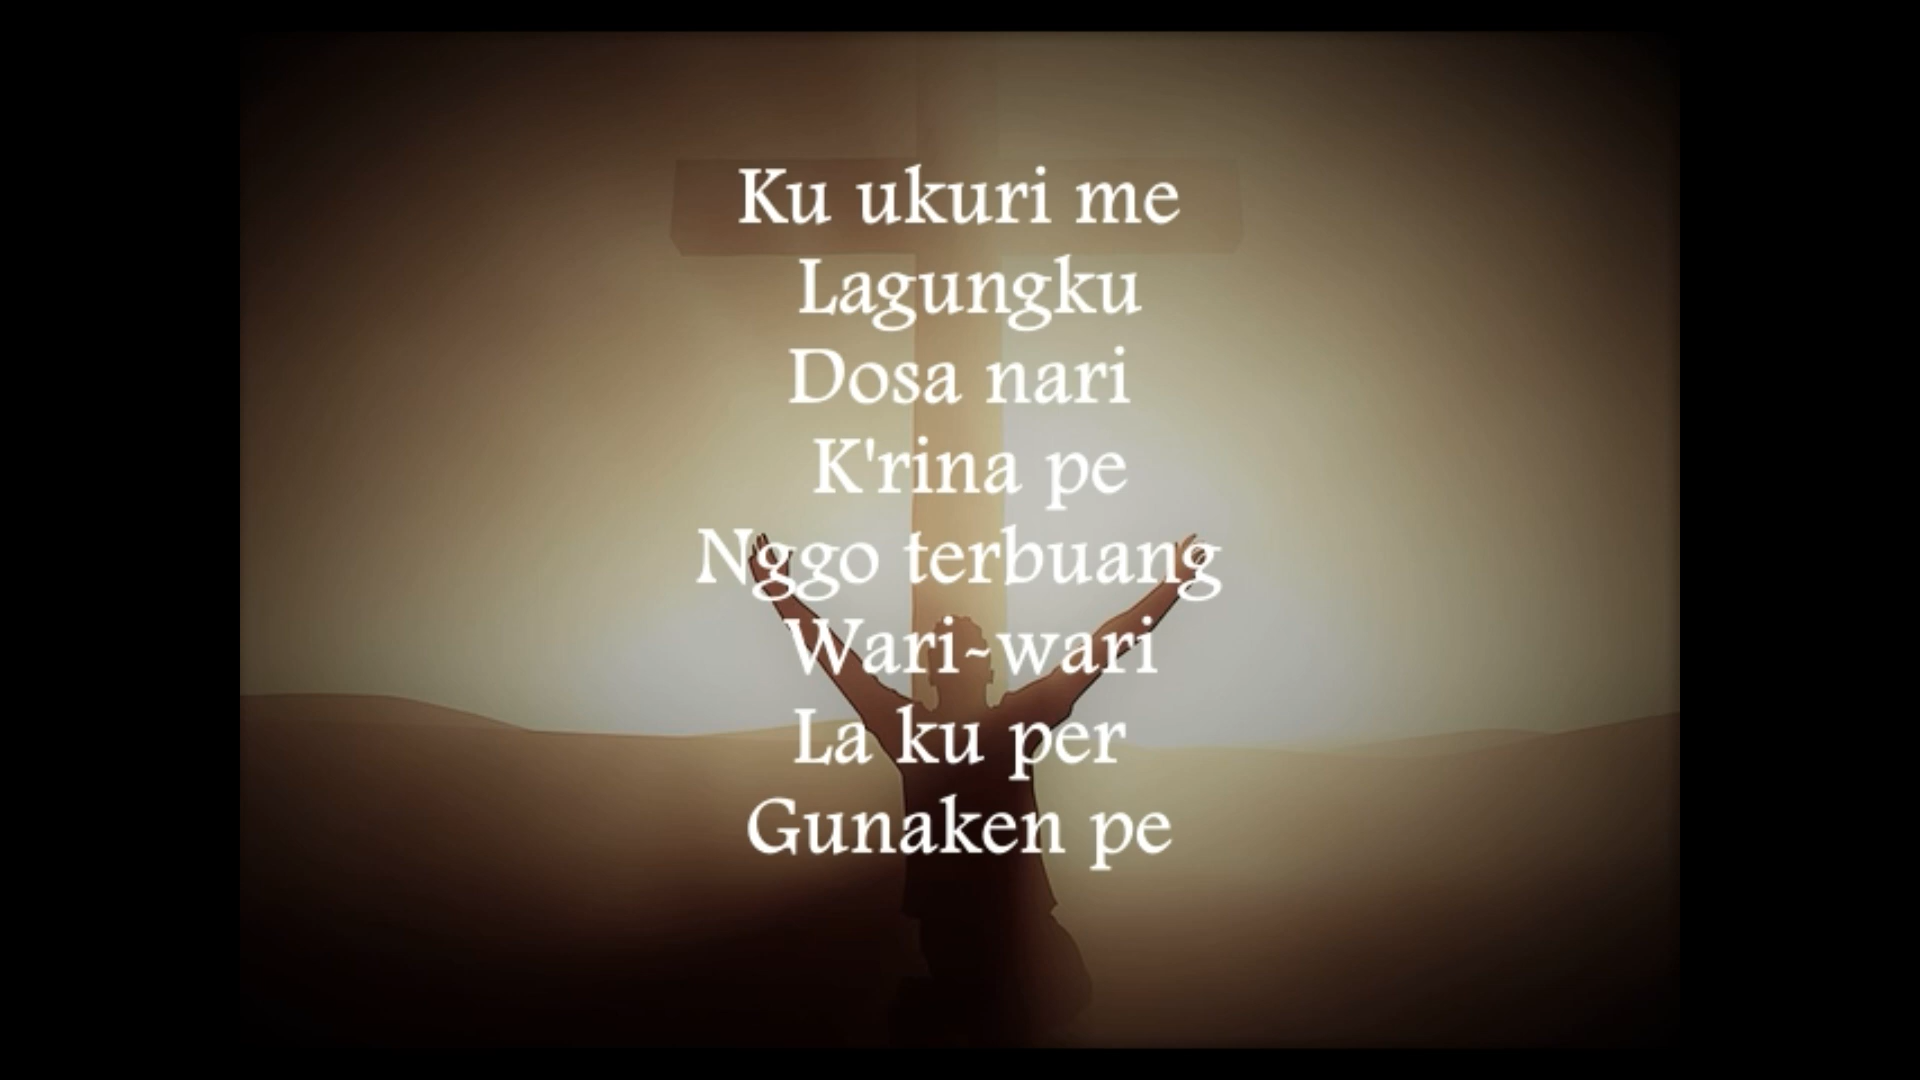 Ku ukuri me
Lagungku
Dosa nari
K'rina pe
Nggo terbuang
Wari-wari
La ku per
Gunaken pe